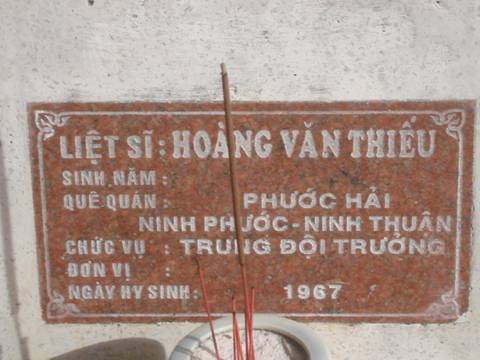 LIỆT SĨ : HOÀNG VĂN THIẾU
SINH NĂM :
QUÊ QUÁN : PHƯỚC HẢI
NINH PHƯỚC-NINH THUẬN
CHỨC VỤ : TRUNG ĐỘI TRƯỞNG
ĐƠN VỊ :
NGÀY HY SINH: 1967